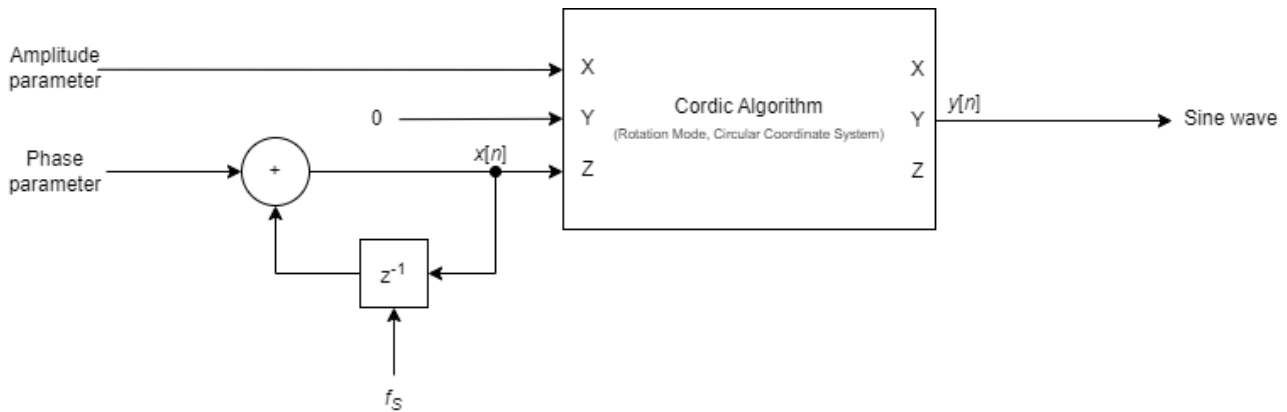 Amplitude
parameter
X
X
Cordic Algorithm
(Rotation Mode, Circular Coordinate System)
0
Y
Y
y[n]
Sine wave
Phase
parameter
+
x[n]
Z
Z
z-1
fS